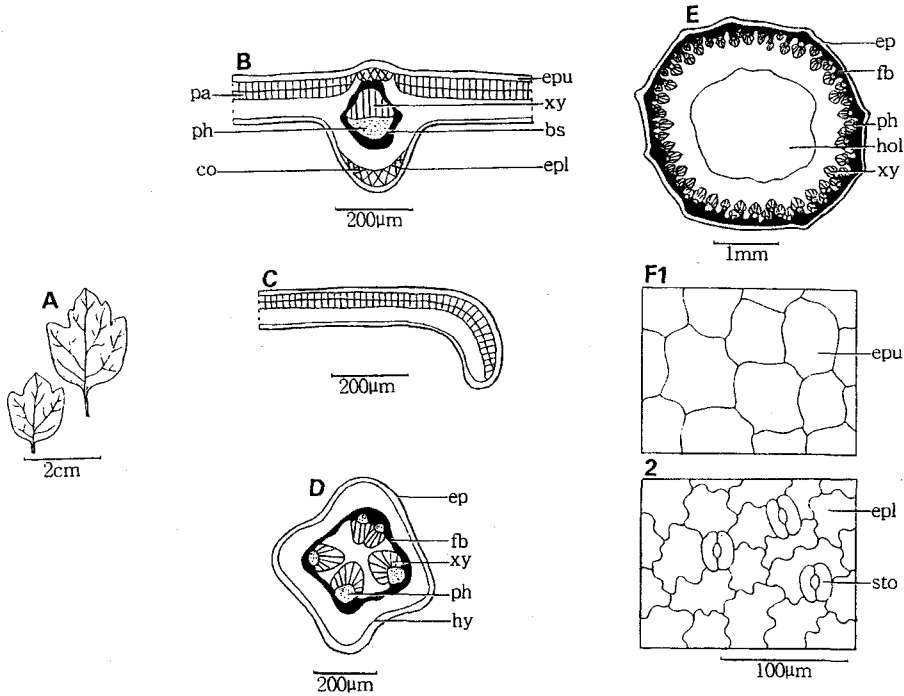 A
2cm
B
pa
ph
co
epu
xy
bs
epl
200μm
C
200μm
D
ep
fb
xy
ph
hy
200μm
E
ep
fb
ph
hol
xy
1mm
F1
epu
2
epl
sto
100μm